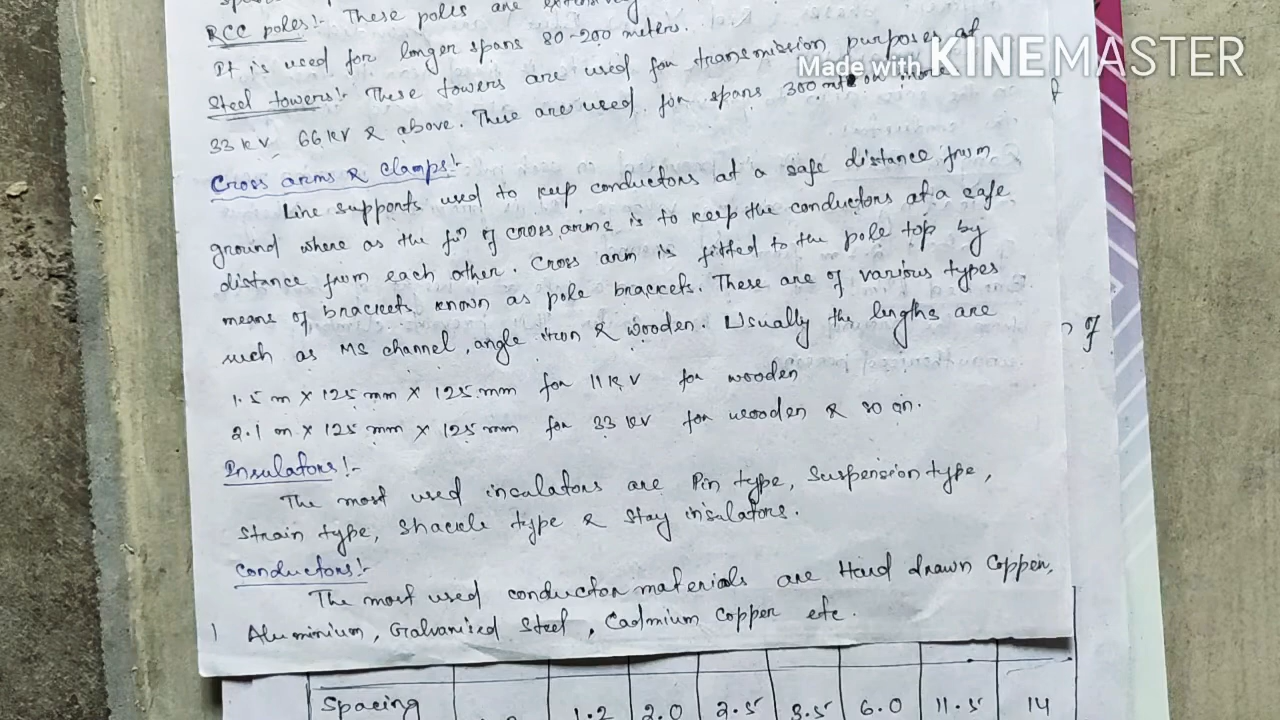 RCC poles:- These poles are
It is used for longer spans 80-200 meters.
Steel towers:- These towers are used for transmission purposes at
33 kV, 66 kV & above. These are used for spans 300 mt or more
Cross arms & Clamps:-
Line supports used to keep conductors at a safe distance from
ground where as the fun of cross arms is to keep the conductors at a safe
distance from each other. Cross arm is fitted to the pole top by
means of brackets, known as pole brackets. These are of various types
such as MS channel, angle iron & wooden. Usually the lengths are
1.5 m x 125 mm x 125 mm for 11 kV for wooden
2.1 m x 125 mm x 125 mm for 33 kV for wooden & so on.
Insulators:-
The most used insulators are Pin type, Suspension type,
Strain type, Shackle type & Stay insulators.
Conductors:-
The most used conductor materials are Hard drawn Copper,
Aluminium, Galvanised Steel, Cadmium Copper etc.
Spacing 1.2 2.0 2.5 3.5 6.0 11.5 14
of
Made with KINEMASTER